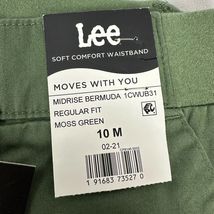 Lee
SOFT COMFORT WAISTBAND
MOVES WITH YOU
MIDRISE BERMUDA 1CWUB31
REGULAR FIT
MOSS GREEN
10 M
02-21
1 91683 73527 0